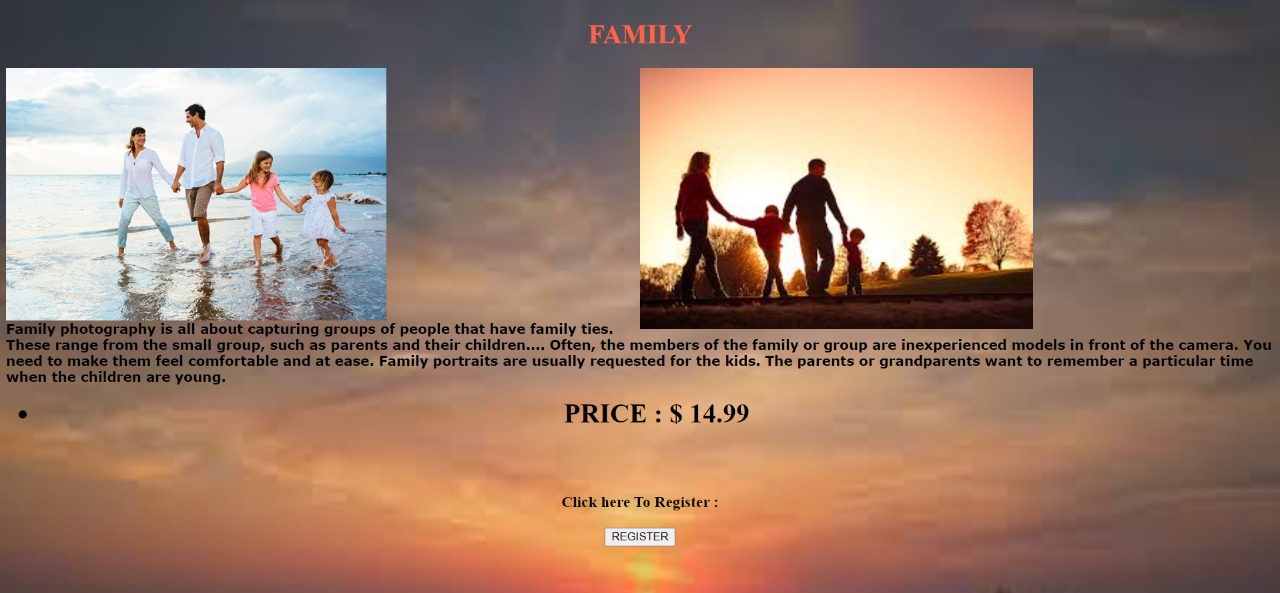 FAMILY
Family photography is all about capturing groups of people that have family ties.
These range from the small group, such as parents and their children.... Often, the members of the family or group are inexperienced models in front of the camera. You
need to make them feel comfortable and at ease. Family portraits are usually requested for the kids. The parents or grandparents want to remember a particular time
when the children are young.
• PRICE : $ 14.99
Click here To Register :
REGISTER